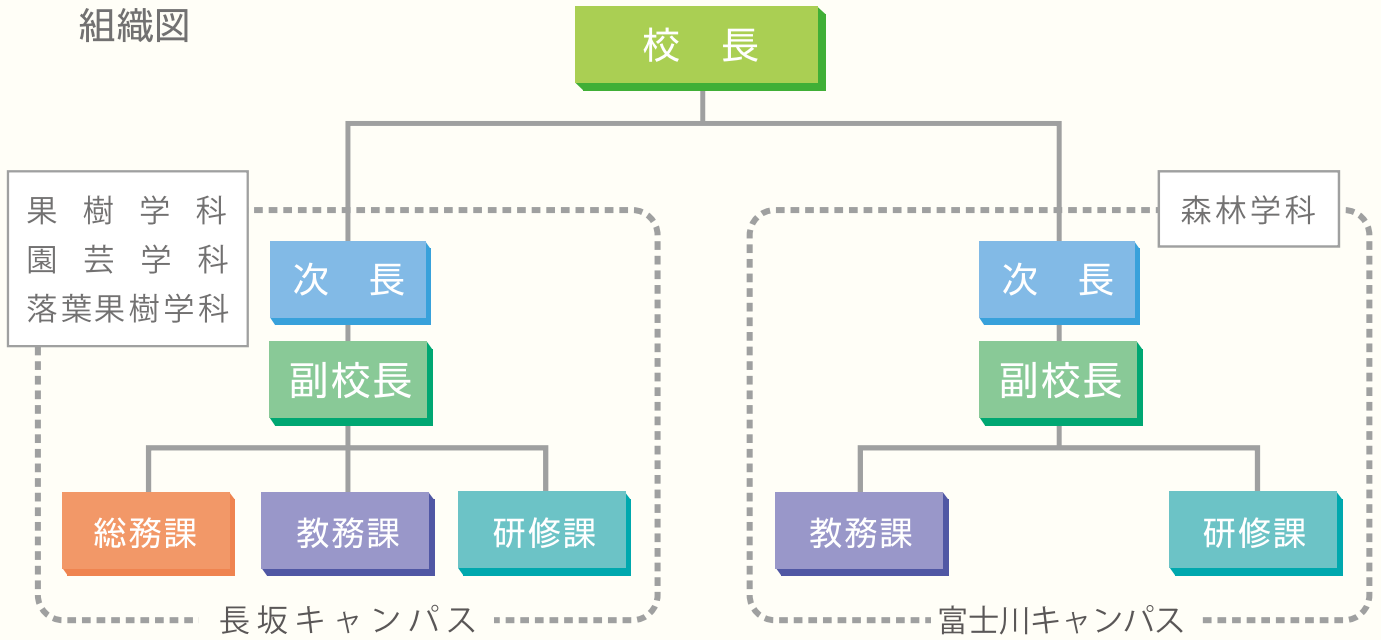 組織図
校　長
果樹学科
園芸学科
落葉果樹学科
森林学科
次　長
次　長
副校長
副校長
総務課
教務課
研修課
教務課
研修課
長坂キャンパス
富士川キャンパス